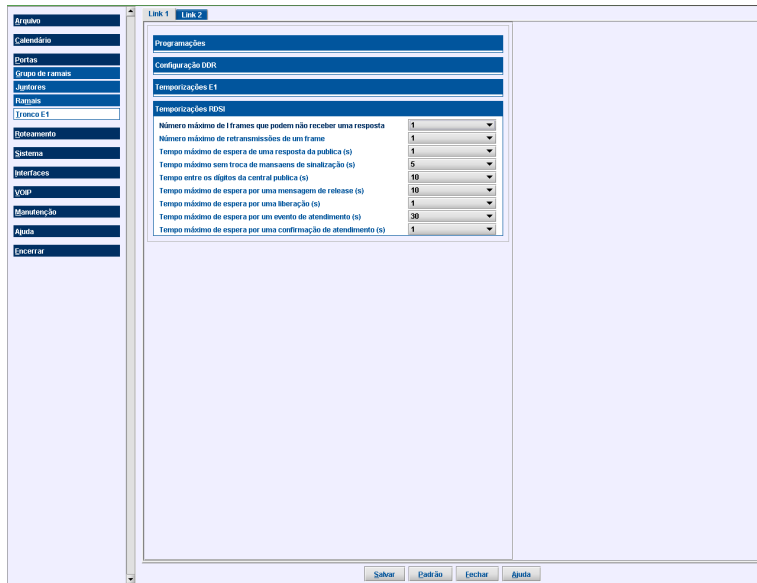 Arquivo
Calendário
Portas
Grupo de ramais
Juntores
Ramais
Tronco E1
Roteamento
Sistema
Interfaces
VOIP
Manutenção
Ajuda
Encerrar
Link 1 Link 2
Programações
Configuração DDR
Temporizações E1
Temporizações RDSI
Número máximo de I frames que podem não receber uma resposta 1
Número máximo de retransmissões de um frame 1
Tempo máximo de espera de uma resposta da publica (s) 1
Tempo máximo sem troca de mansaens de sinalização (s) 5
Tempo entre os dígitos da central publica (s) 10
Tempo máximo de espera por uma mensagem de release (s) 10
Tempo máximo de espera por uma liberação (s) 1
Tempo máximo de espera por um evento de atendimento (s) 30
Tempo máximo de espera por uma confirmação de atendimento (s) 1
Salvar Padrão Fechar Ajuda